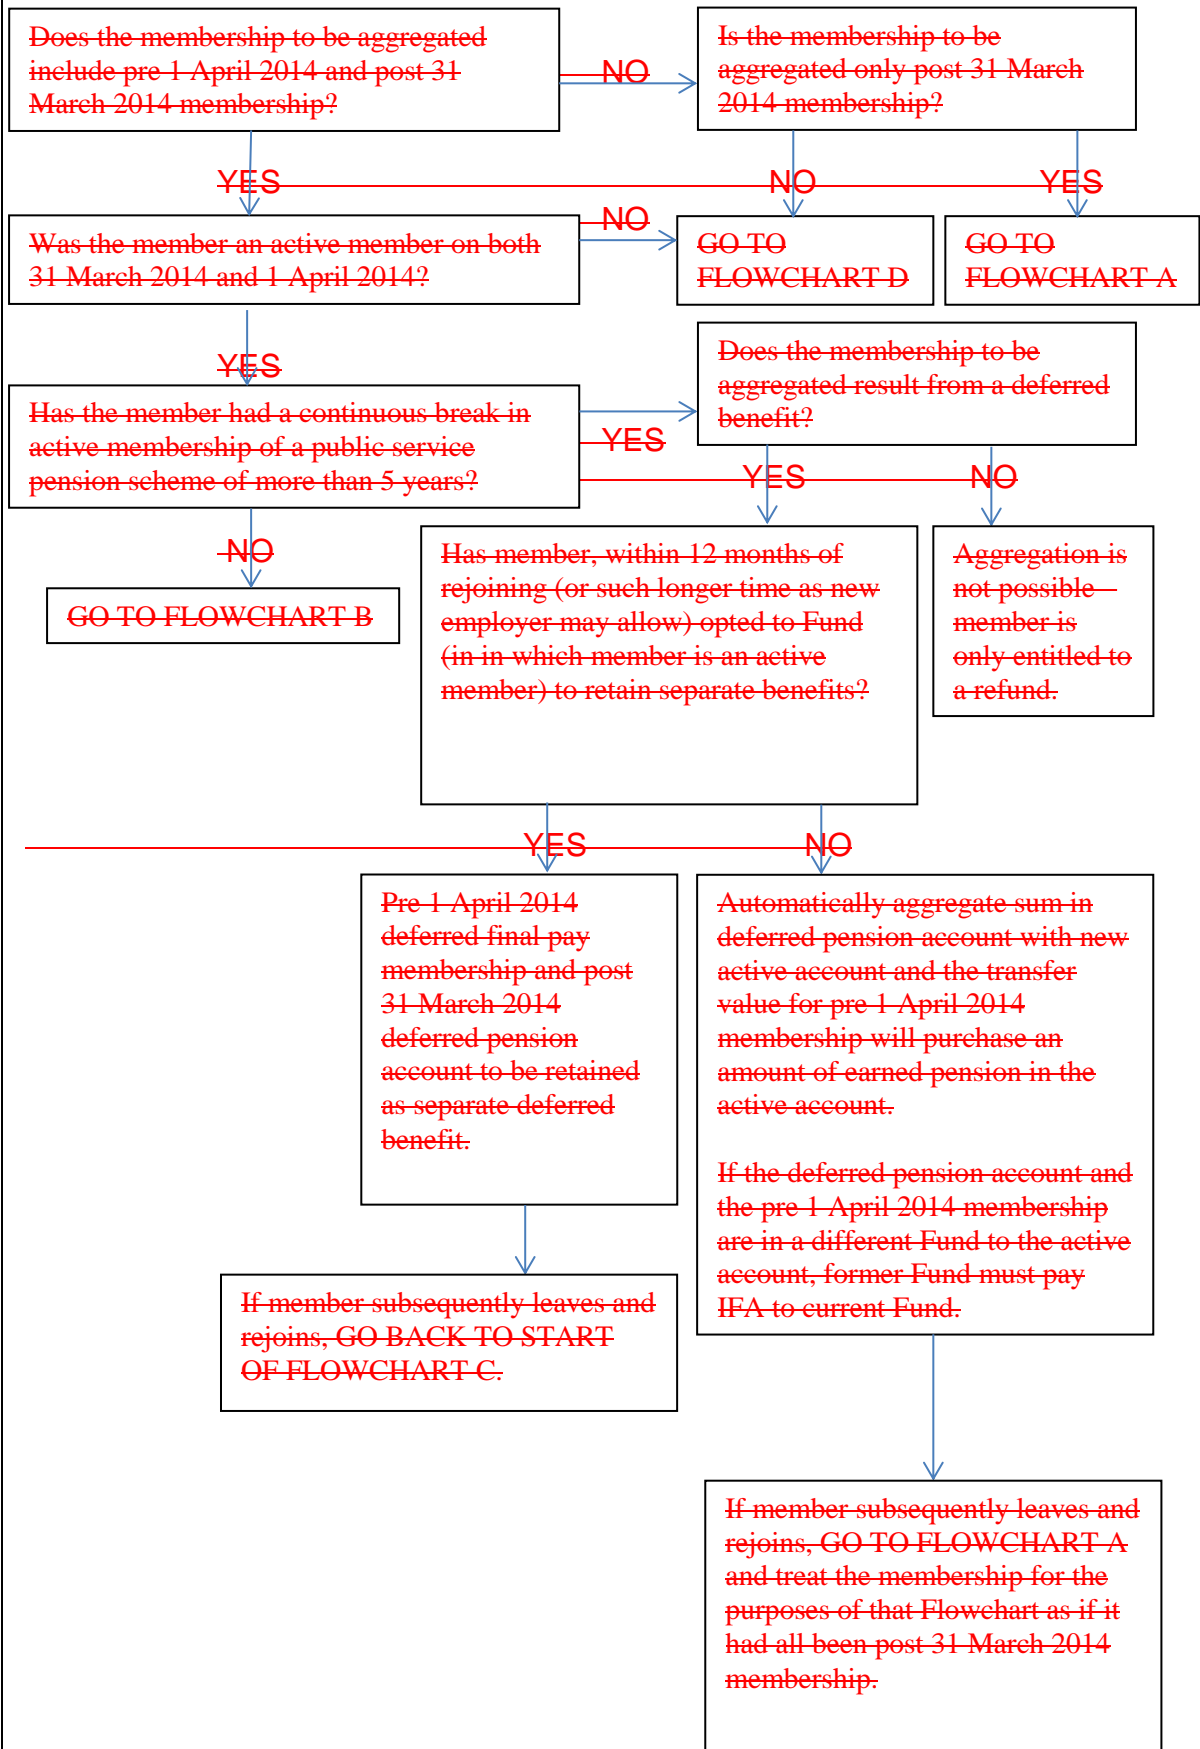 Does the membership to be aggregated
include pre 1 April 2014 and post 31
March 2014 membership?
NO
Is the membership to be
aggregated only post 31 March
2014 membership?
YES
NO
YES
Was the member an active member on both
31 March 2014 and 1 April 2014?
NO
GO TO
FLOWCHART D
GO TO
FLOWCHART A
YES
Does the membership to be
aggregated result from a deferred
benefit?
Has the member had a continuous break in
active membership of a public service
pension scheme of more than 5 years?
YES
YES
NO
NO
GO TO FLOWCHART B
Has member, within 12 months of
rejoining (or such longer time as new
employer may allow) opted to Fund
(in in which member is an active
member) to retain separate benefits?
Aggregation is
not possible –
member is
only entitled to
a refund.
YES
NO
Pre 1 April 2014
deferred final pay
membership and post
31 March 2014
deferred pension
account to be retained
as separate deferred
benefit.
Automatically aggregate sum in
deferred pension account with new
active account and the transfer
value for pre 1 April 2014
membership will purchase an
amount of earned pension in the
active account.
If the deferred pension account and
the pre 1 April 2014 membership
are in a different Fund to the active
account, former Fund must pay
IFA to current Fund.
If member subsequently leaves and
rejoins, GO BACK TO START
OF FLOWCHART C.
If member subsequently leaves and
rejoins, GO TO FLOWCHART A
and treat the membership for the
purposes of that Flowchart as if it
had all been post 31 March 2014
membership.